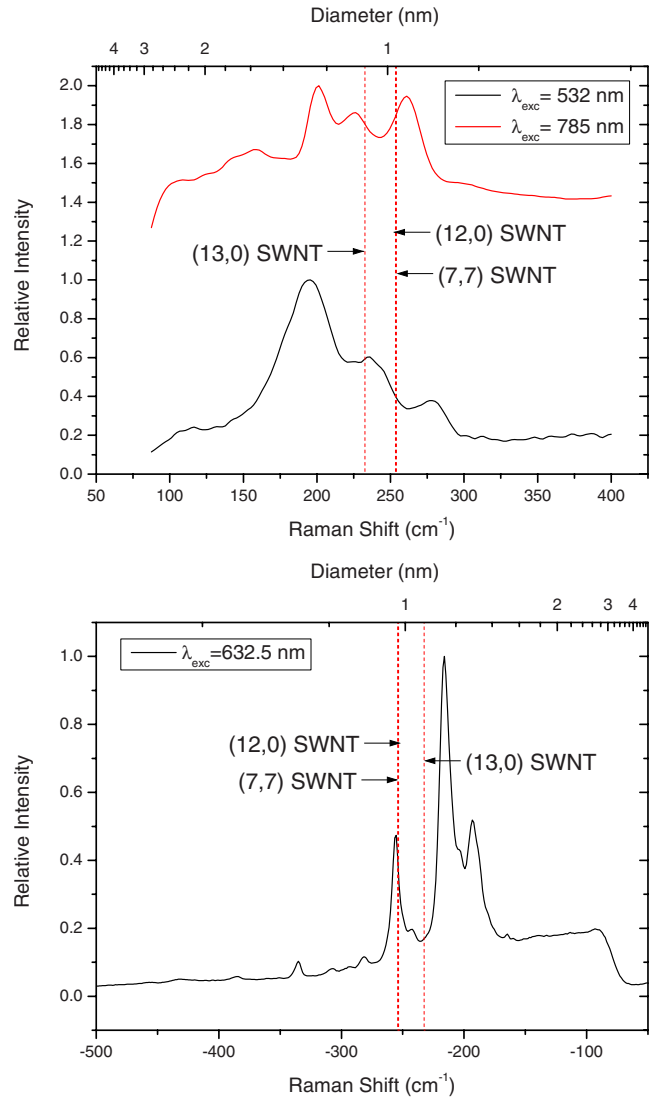 Diameter (nm)
4 3 2 1
2.0
1.8
1.6
1.4
1.2
1.0
0.8
0.6
0.4
0.2
0.0
Relative Intensity
λexc= 532 nm
λexc= 785 nm
(12,0) SWNT
(13,0) SWNT
(7,7) SWNT
50 100 150 200 250 300 350 400
Raman Shift (cm-1)
Diameter (nm)
1 2 3 4
1.0
0.8
0.6
0.4
0.2
0.0
Relative Intensity
λexc=632.5 nm
(12,0) SWNT
(13,0) SWNT
(7,7) SWNT
-500 -400 -300 -200 -100
Raman Shift (cm-1)